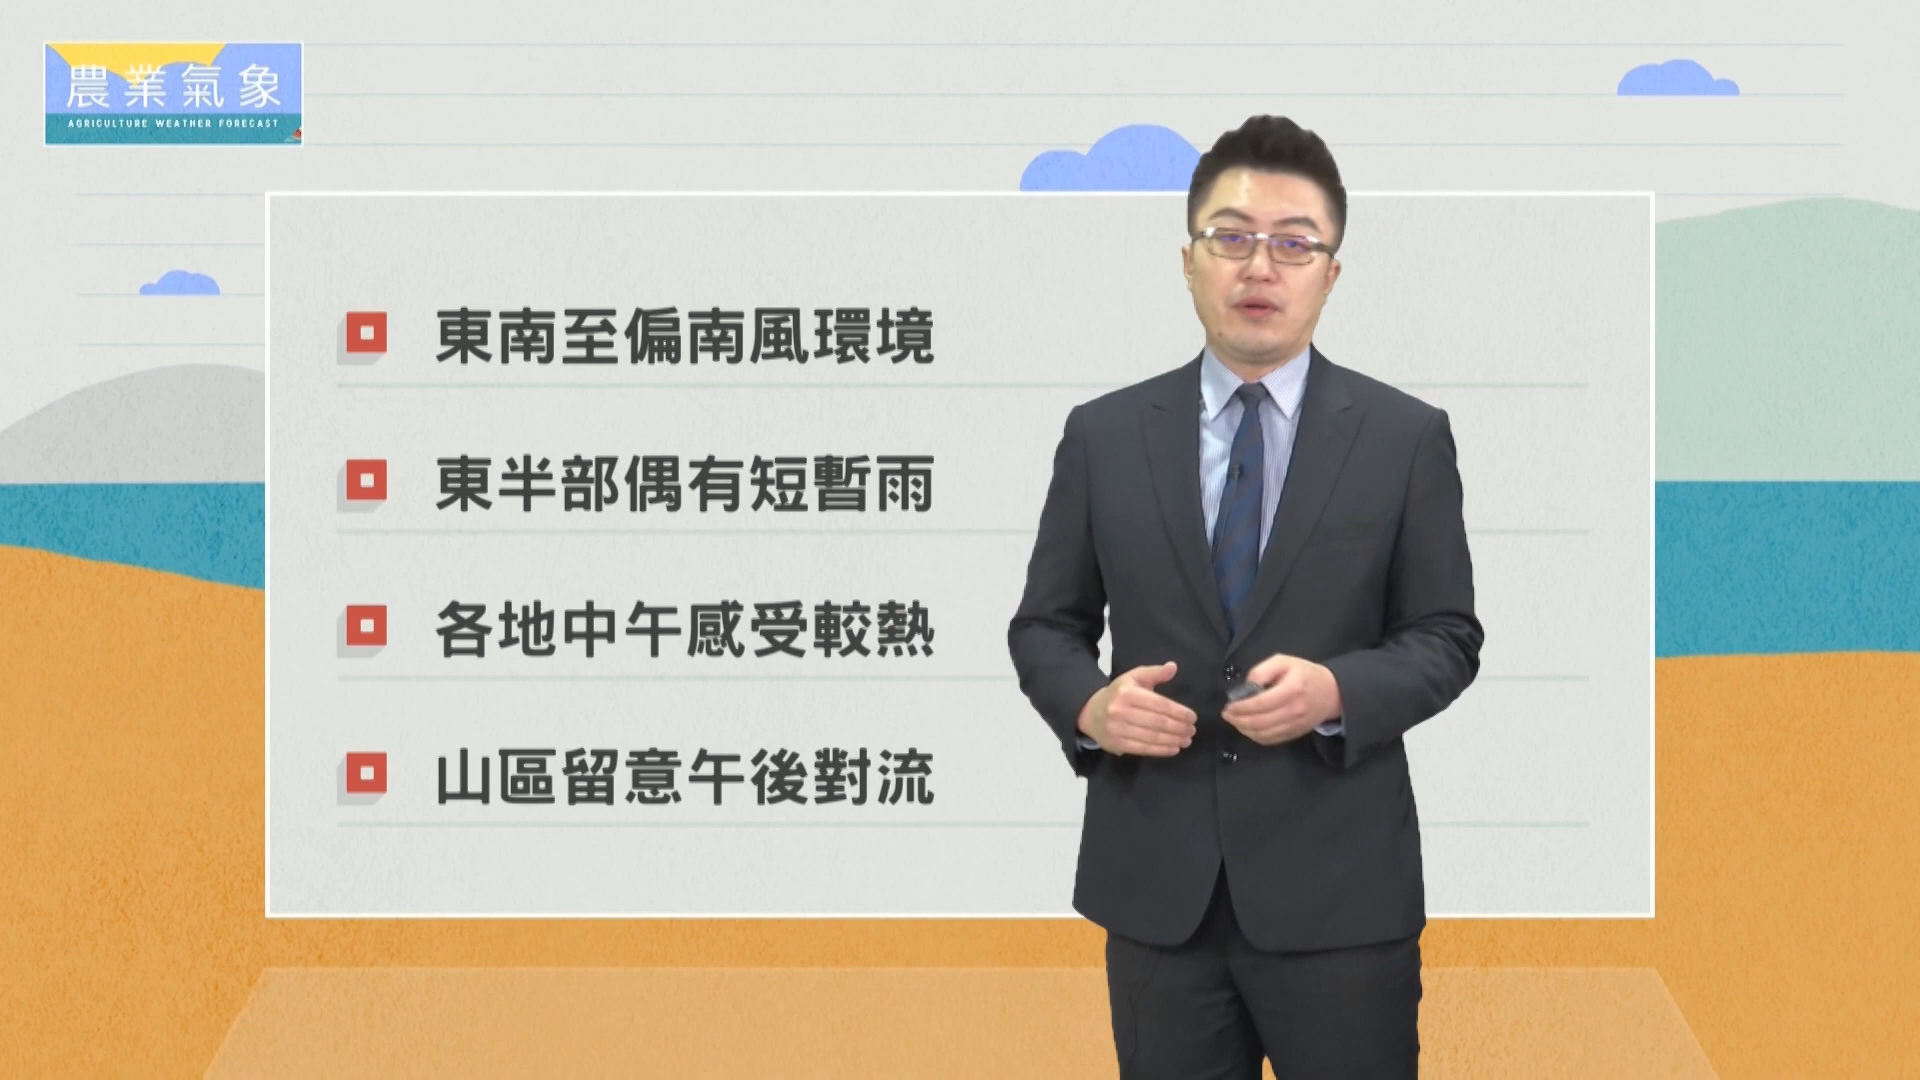 農業氣象
AGRICULTURE WEATHER FORECAST
東南至偏南風環境
東半部偶有短暫雨
各地中午感受較熱
山區留意午後對流